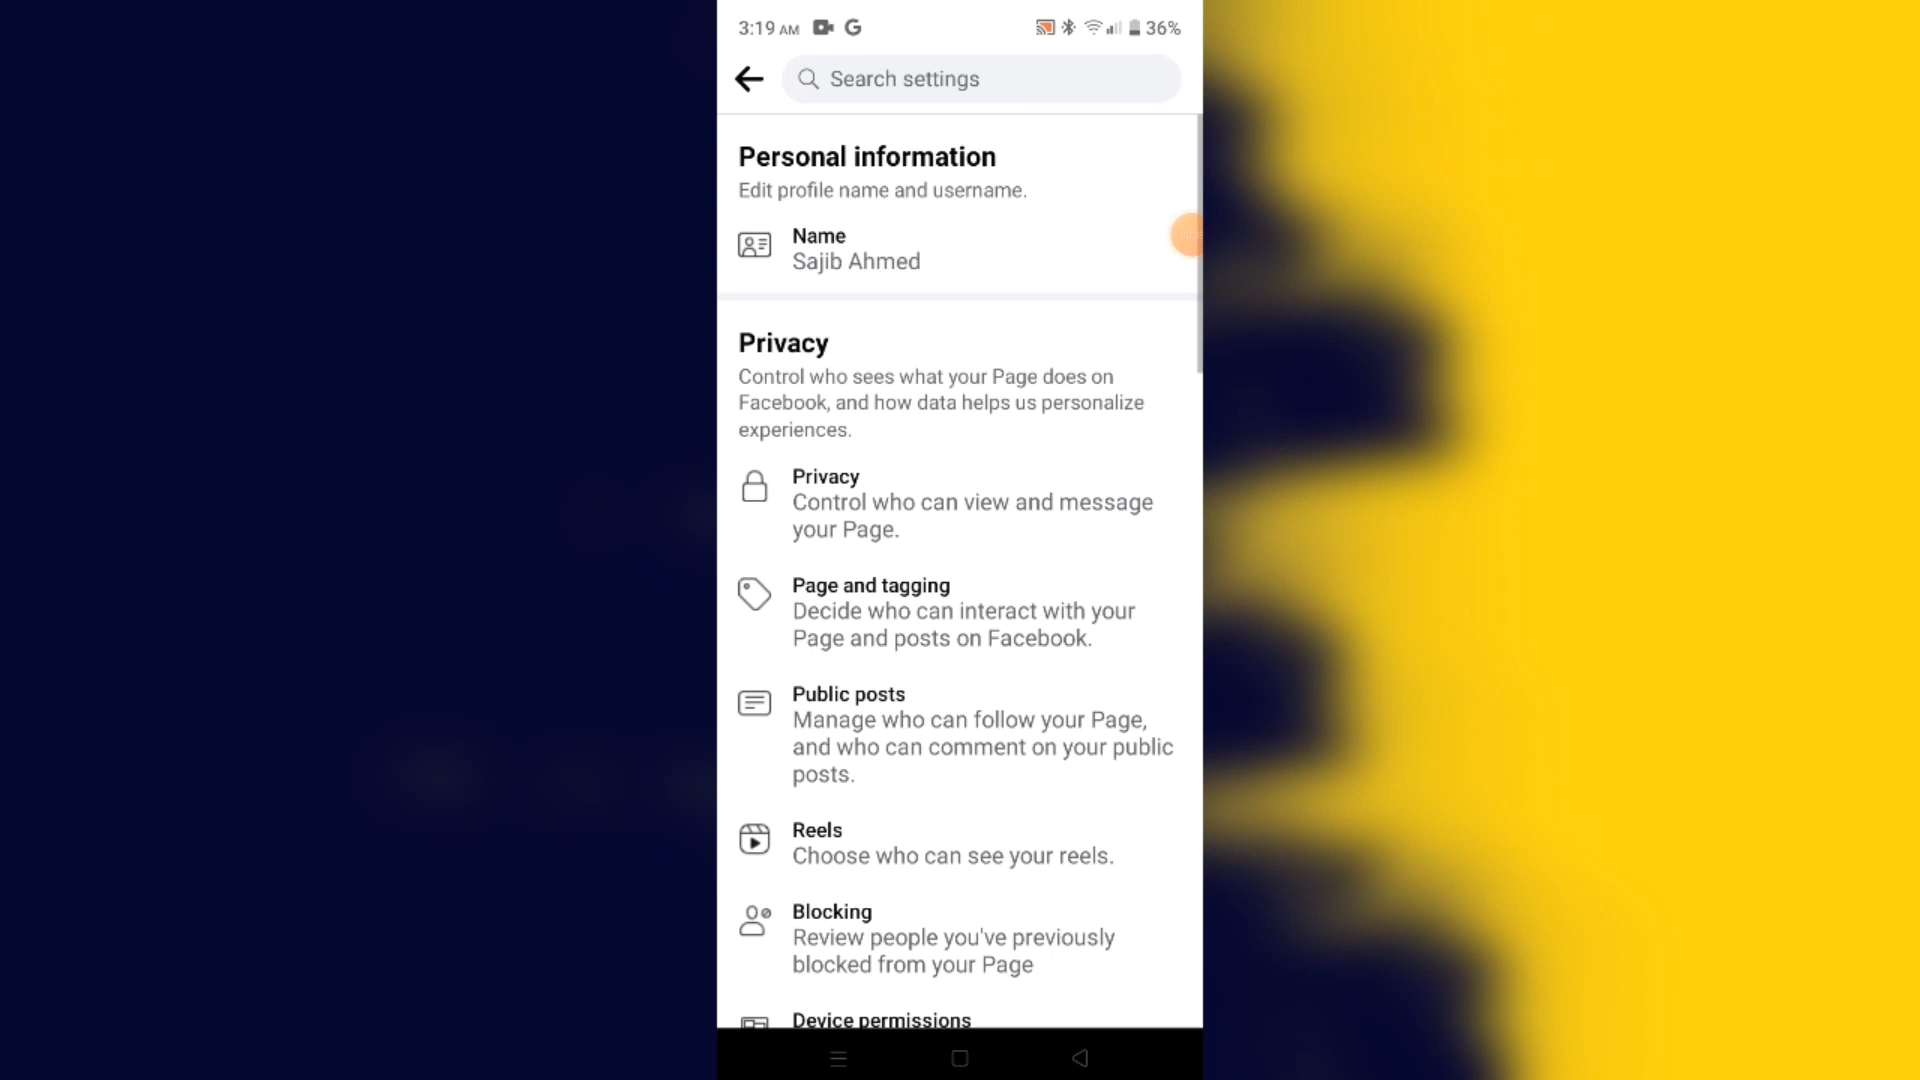 3:19 AM G 36%
Search settings
Personal information
Edit profile name and username.
Name
Sajib Ahmed
Privacy
Control who sees what your Page does on
Facebook, and how data helps us personalize
experiences.
Privacy
Control who can view and message
your Page.
Page and tagging
Decide who can interact with your
Page and posts on Facebook.
Public posts
Manage who can follow your Page,
and who can comment on your public
posts.
Reels
Choose who can see your reels.
Blocking
Review people you've previously
blocked from your Page
Device permissions